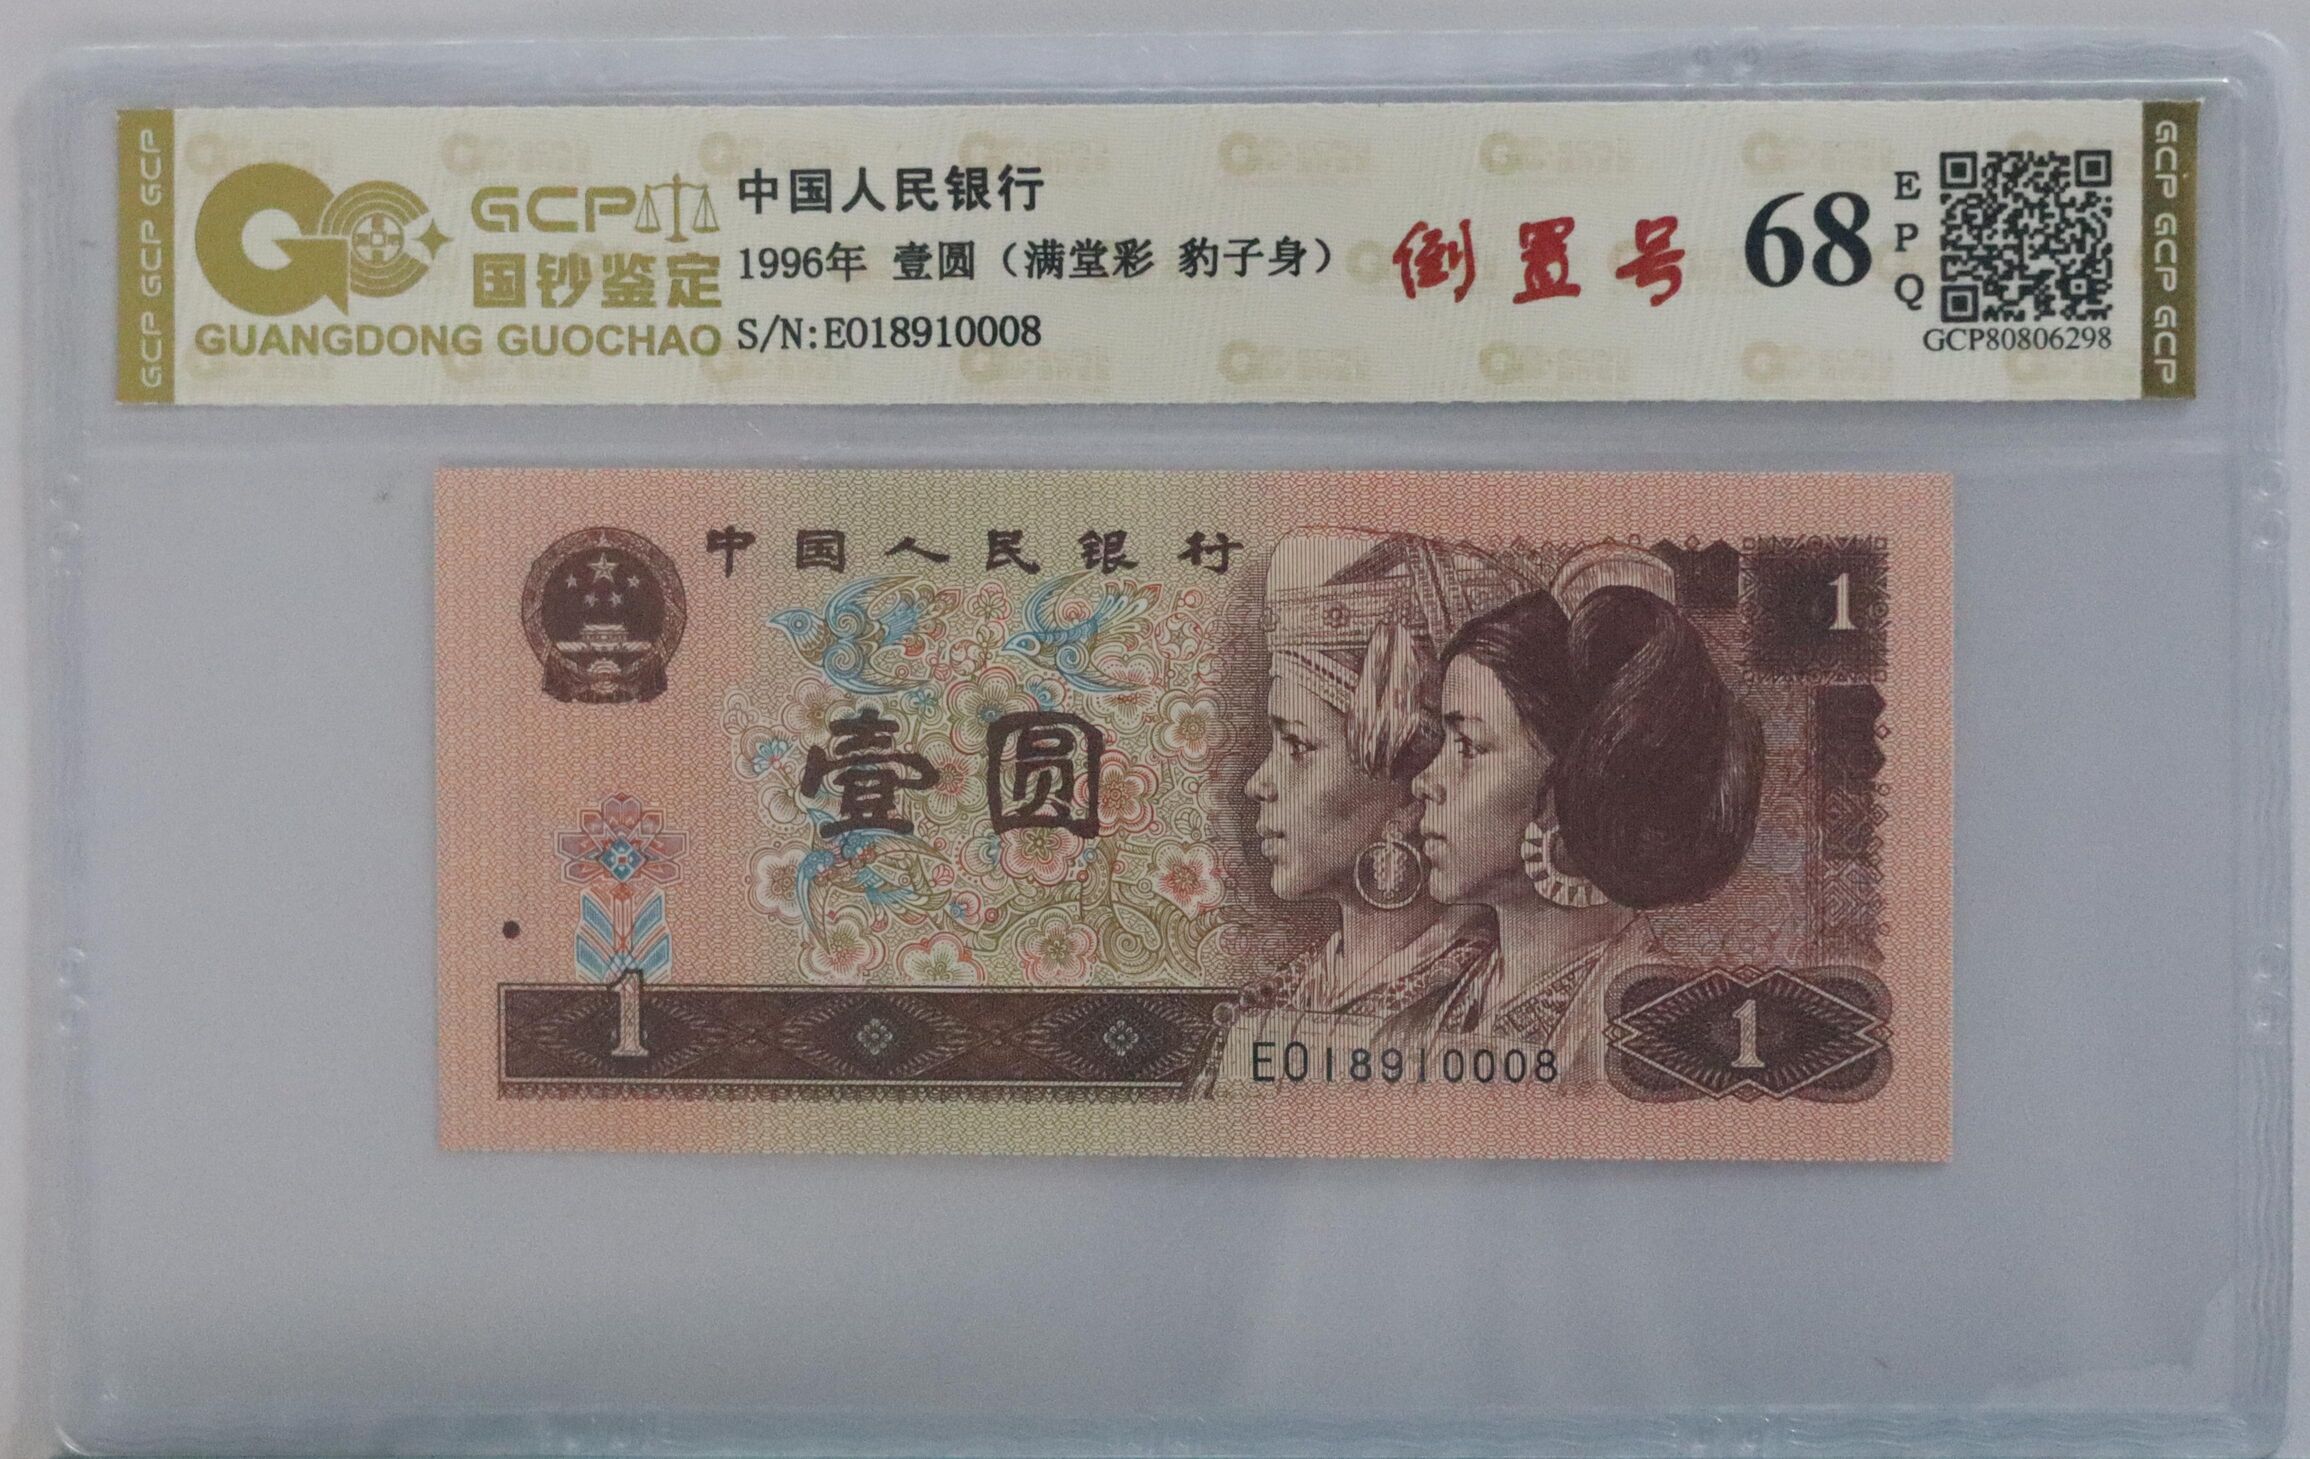 GCP GCP GCP
GCP
国钞鉴定
GUANGDONG GUOCHAO
中国人民银行
1996年 壹圆（满堂彩 豹子身）
S/N:EO18910008
倒置号
68
EPQ
GCP80806298
GCP GCP GCP
中国人民银行
1
壹圆
1
1
EO18910008